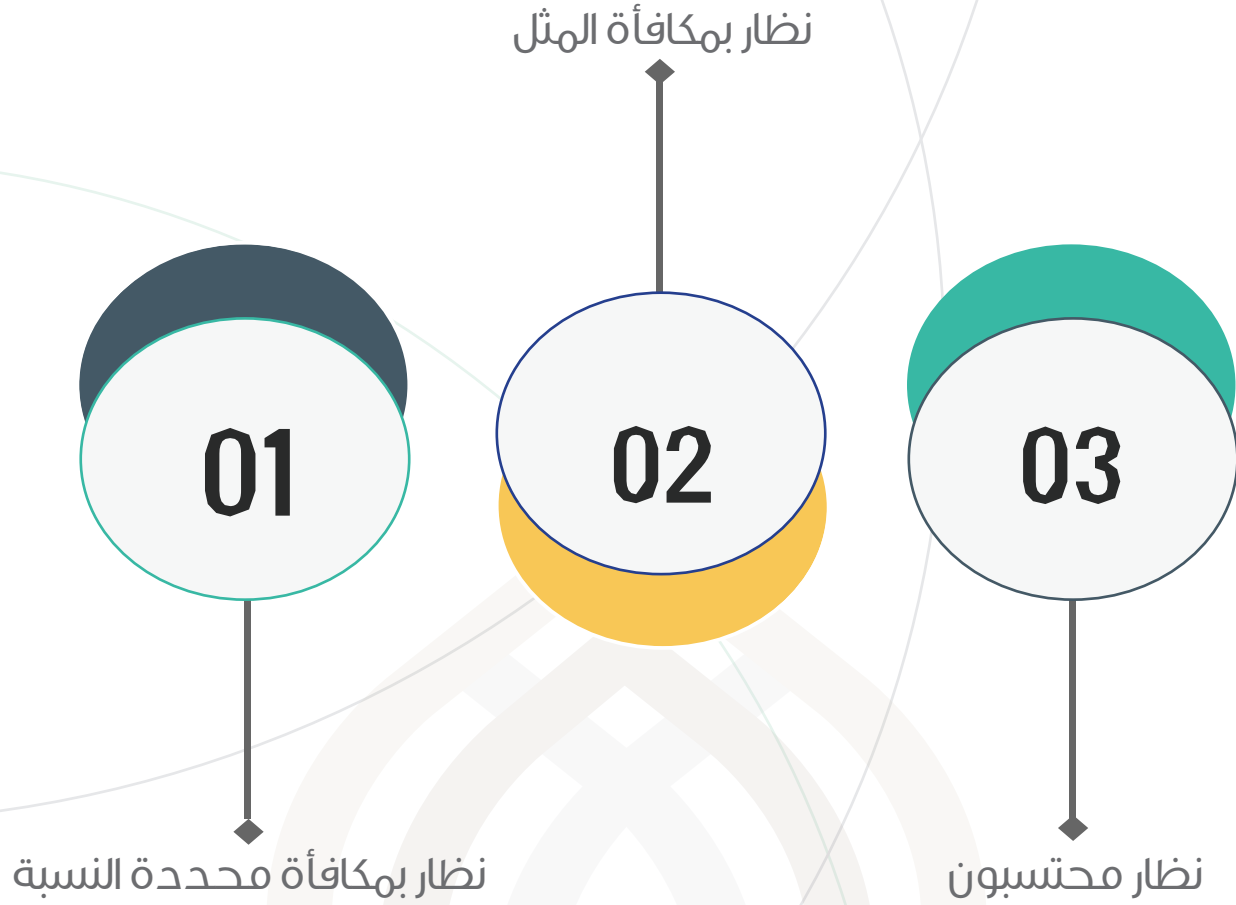 نظار بمكافأة المثل
01
02
03
نظار بمكافأة محددة النسبة
نظار محتسبون